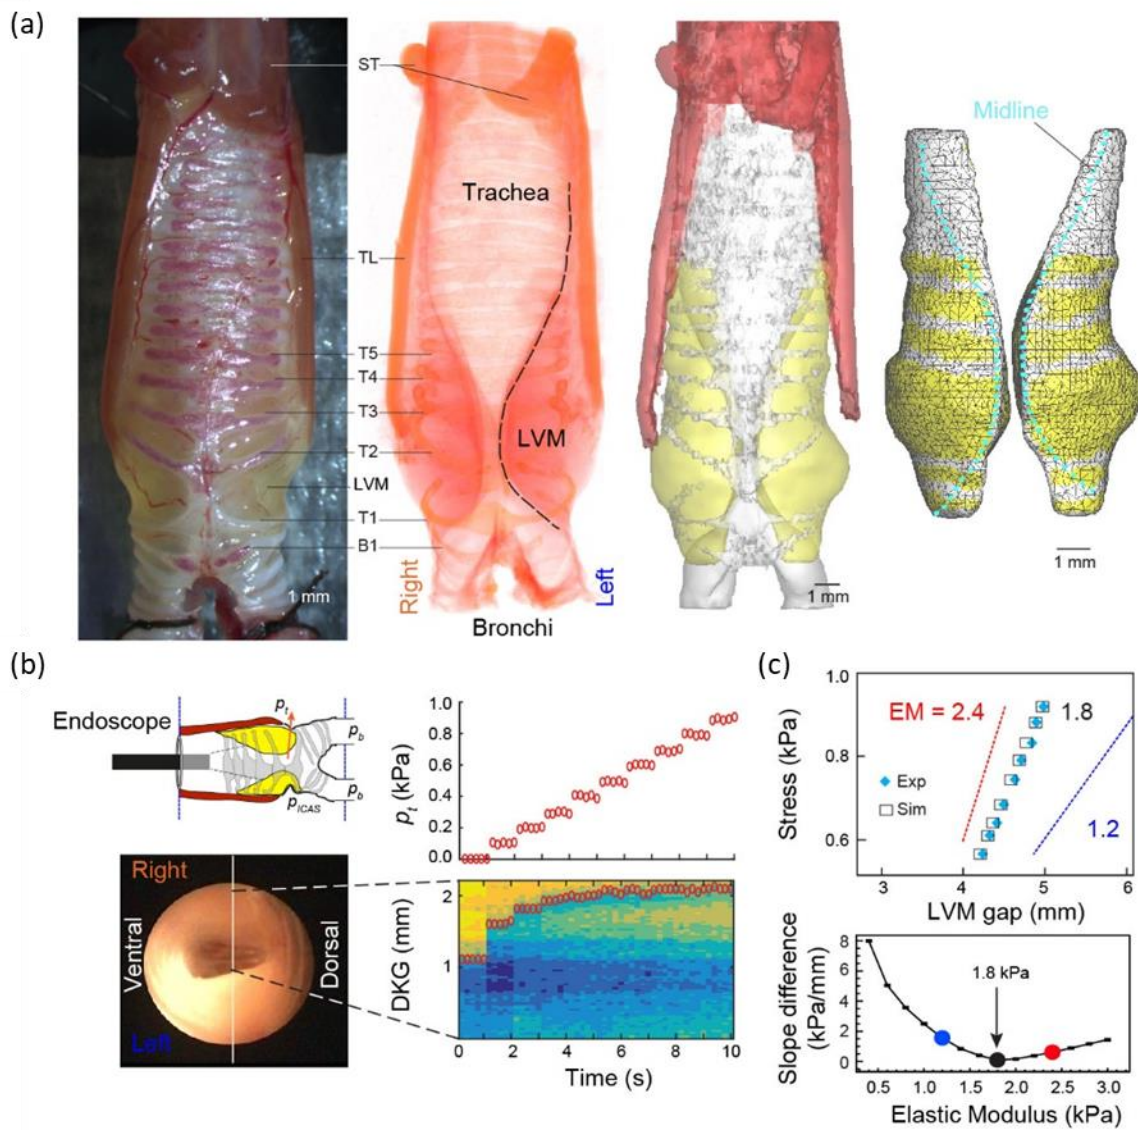 (a)
ST
TL
T5
T4
T3
T2
LVM
T1
B1
1 mm
Trachea
LVM
Right
Left
Bronchi
1 mm
Midline
1 mm
(b)
Endoscope
pt
pb
pb
pICAS
Right
Ventral
Dorsal
Left
pt (kPa)
1.0
0.8
0.6
0.4
0.2
0.0
DKG (mm)
2
1
0 2 4 6 8 10
Time (s)
(c)
Stress (kPa)
1.0
0.8
0.6
EM = 2.4
1.8
1.2
Exp
Sim
3 4 5 6
LVM gap (mm)
Slope difference
(kPa/mm)
8
6
4
2
0
1.8 kPa
0.5 1.0 1.5 2.0 2.5 3.0
Elastic Modulus (kPa)